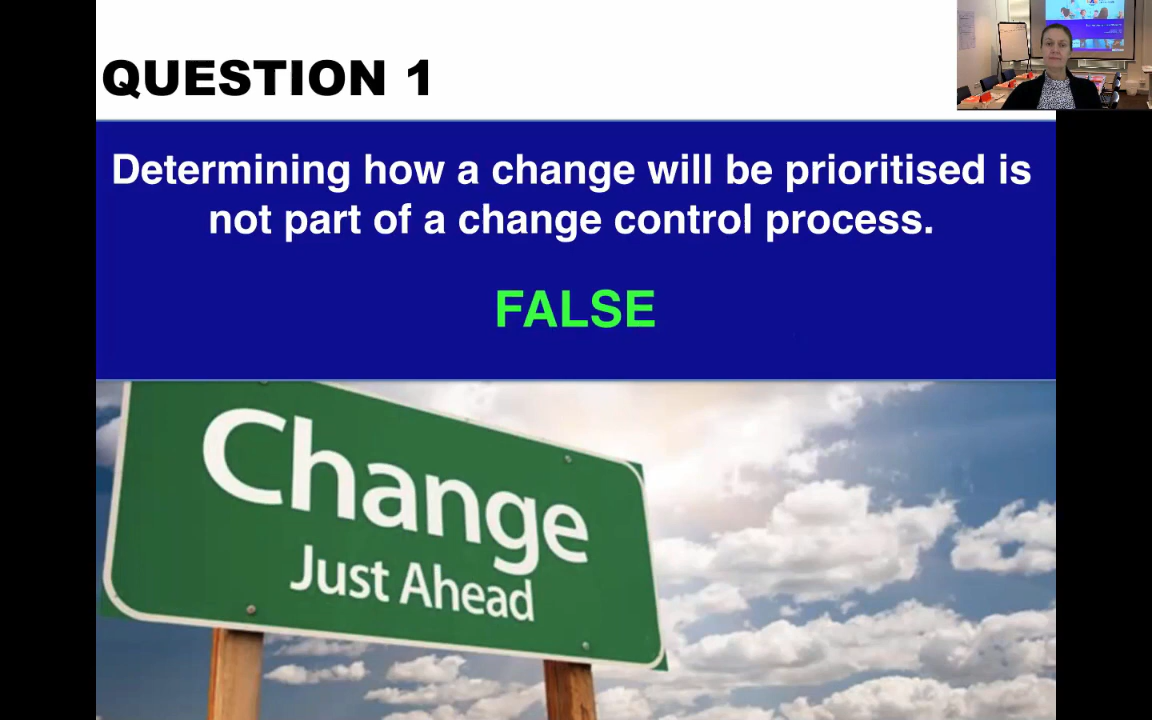 QUESTION 1
Determining how a change will be prioritised is
not part of a change control process.
FALSE
Change
Just Ahead